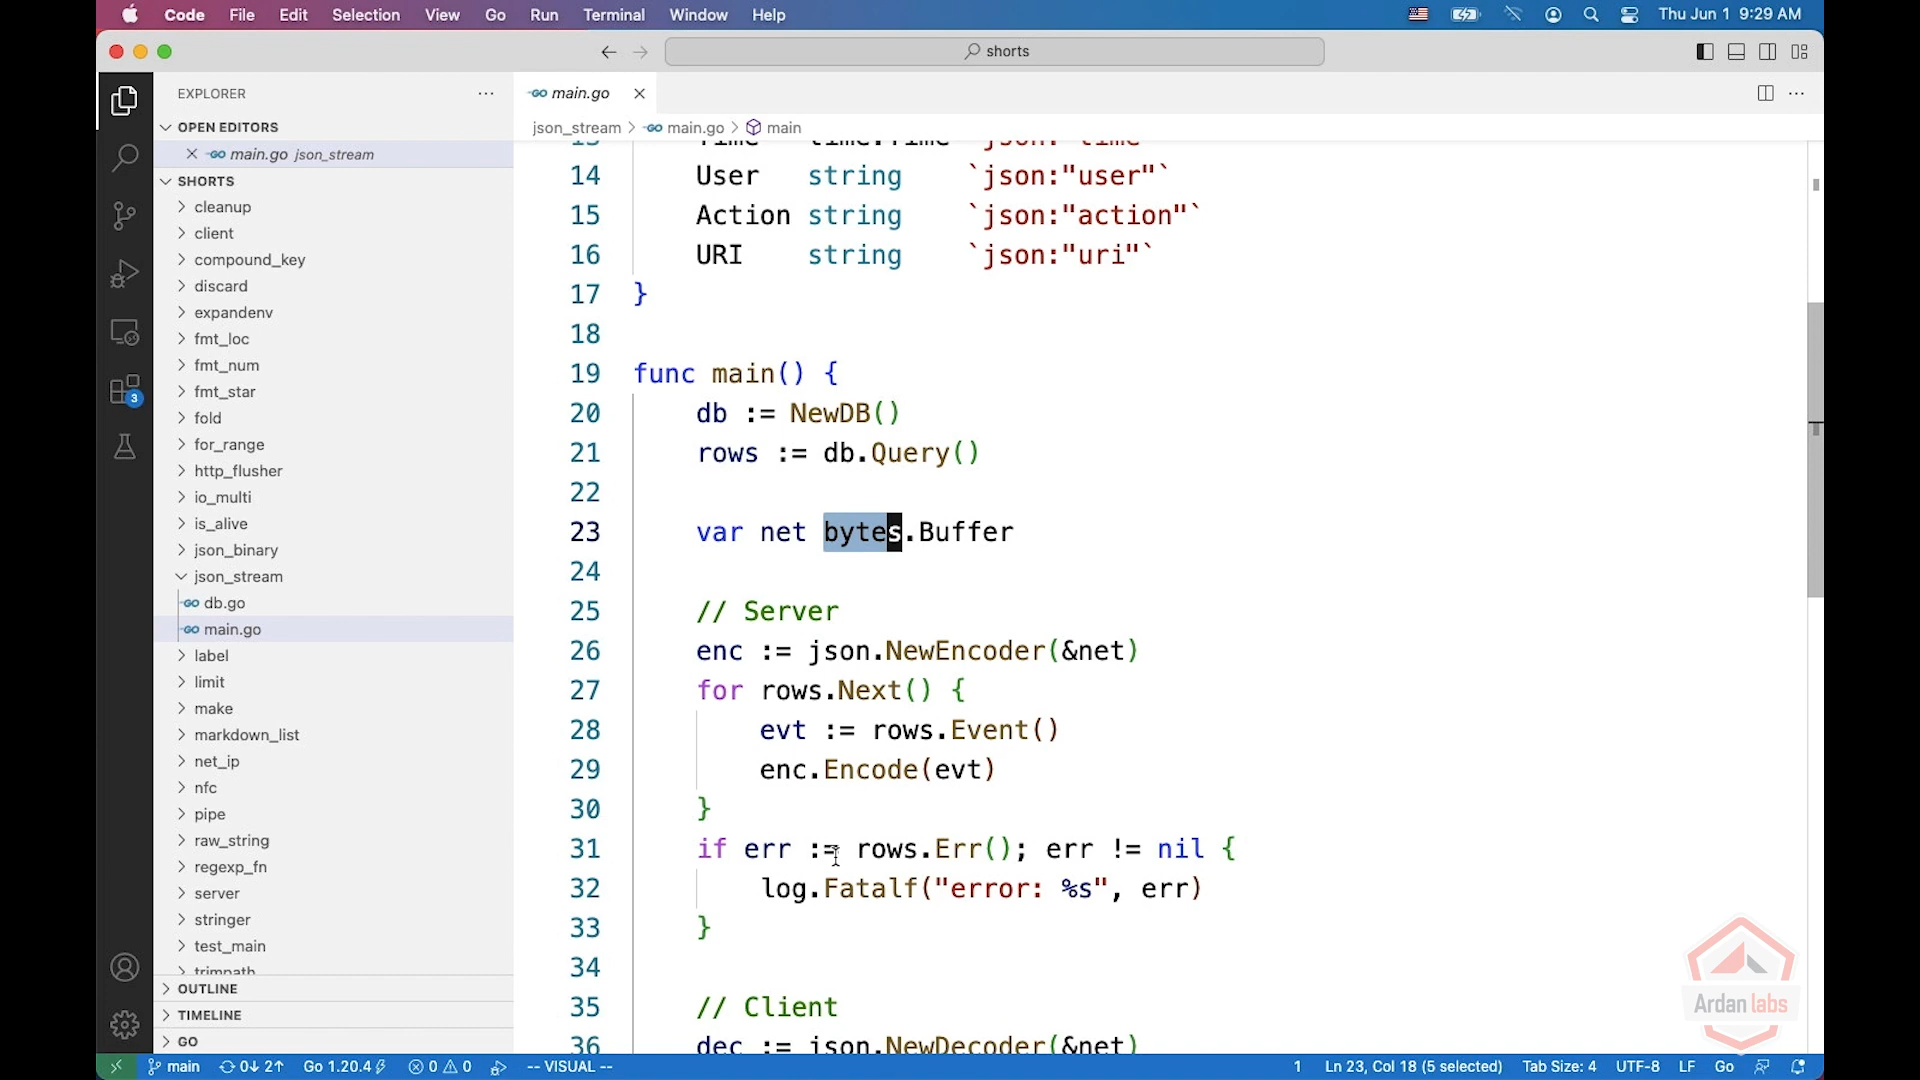 Code File Edit Selection View Go Run Terminal Window Help Thu Jun 1 9:29 AM
shorts
EXPLORER
main.go
OPEN EDITORS
json_stream > main.go > main
main.go json_stream
SHORTS
cleanup
client
compound_key
discard
expandenv
fmt_loc
fmt_num
fmt_star
fold
for_range
http_flusher
io_multi
is_alive
json_binary
json_stream
db.go
main.go
label
limit
make
markdown_list
net_ip
nfc
pipe
raw_string
regexp_fn
server
stringer
test_main
trimpath
OUTLINE
TIMELINE
GO
3
13 Time time.Time `json:"time"`
14 User string `json:"user"`
15 Action string `json:"action"`
16 URI string `json:"uri"`
17 }
18
19 func main() {
20 db := NewDB()
21 rows := db.Query()
22
23 var net bytes.Buffer
24
25 // Server
26 enc := json.NewEncoder(&net)
27 for rows.Next() {
28 evt := rows.Event()
29 enc.Encode(evt)
30 }
31 if err := rows.Err(); err != nil {
32 log.Fatalf("error: %s", err)
33 }
34
35 // Client
36 dec := json.NewDecoder(&net)
Ardan labs
main 0↓ 2↑ Go 1.20.4 0 0 -- VISUAL -- 1 Ln 23, Col 18 (5 selected) Tab Size: 4 UTF-8 LF Go